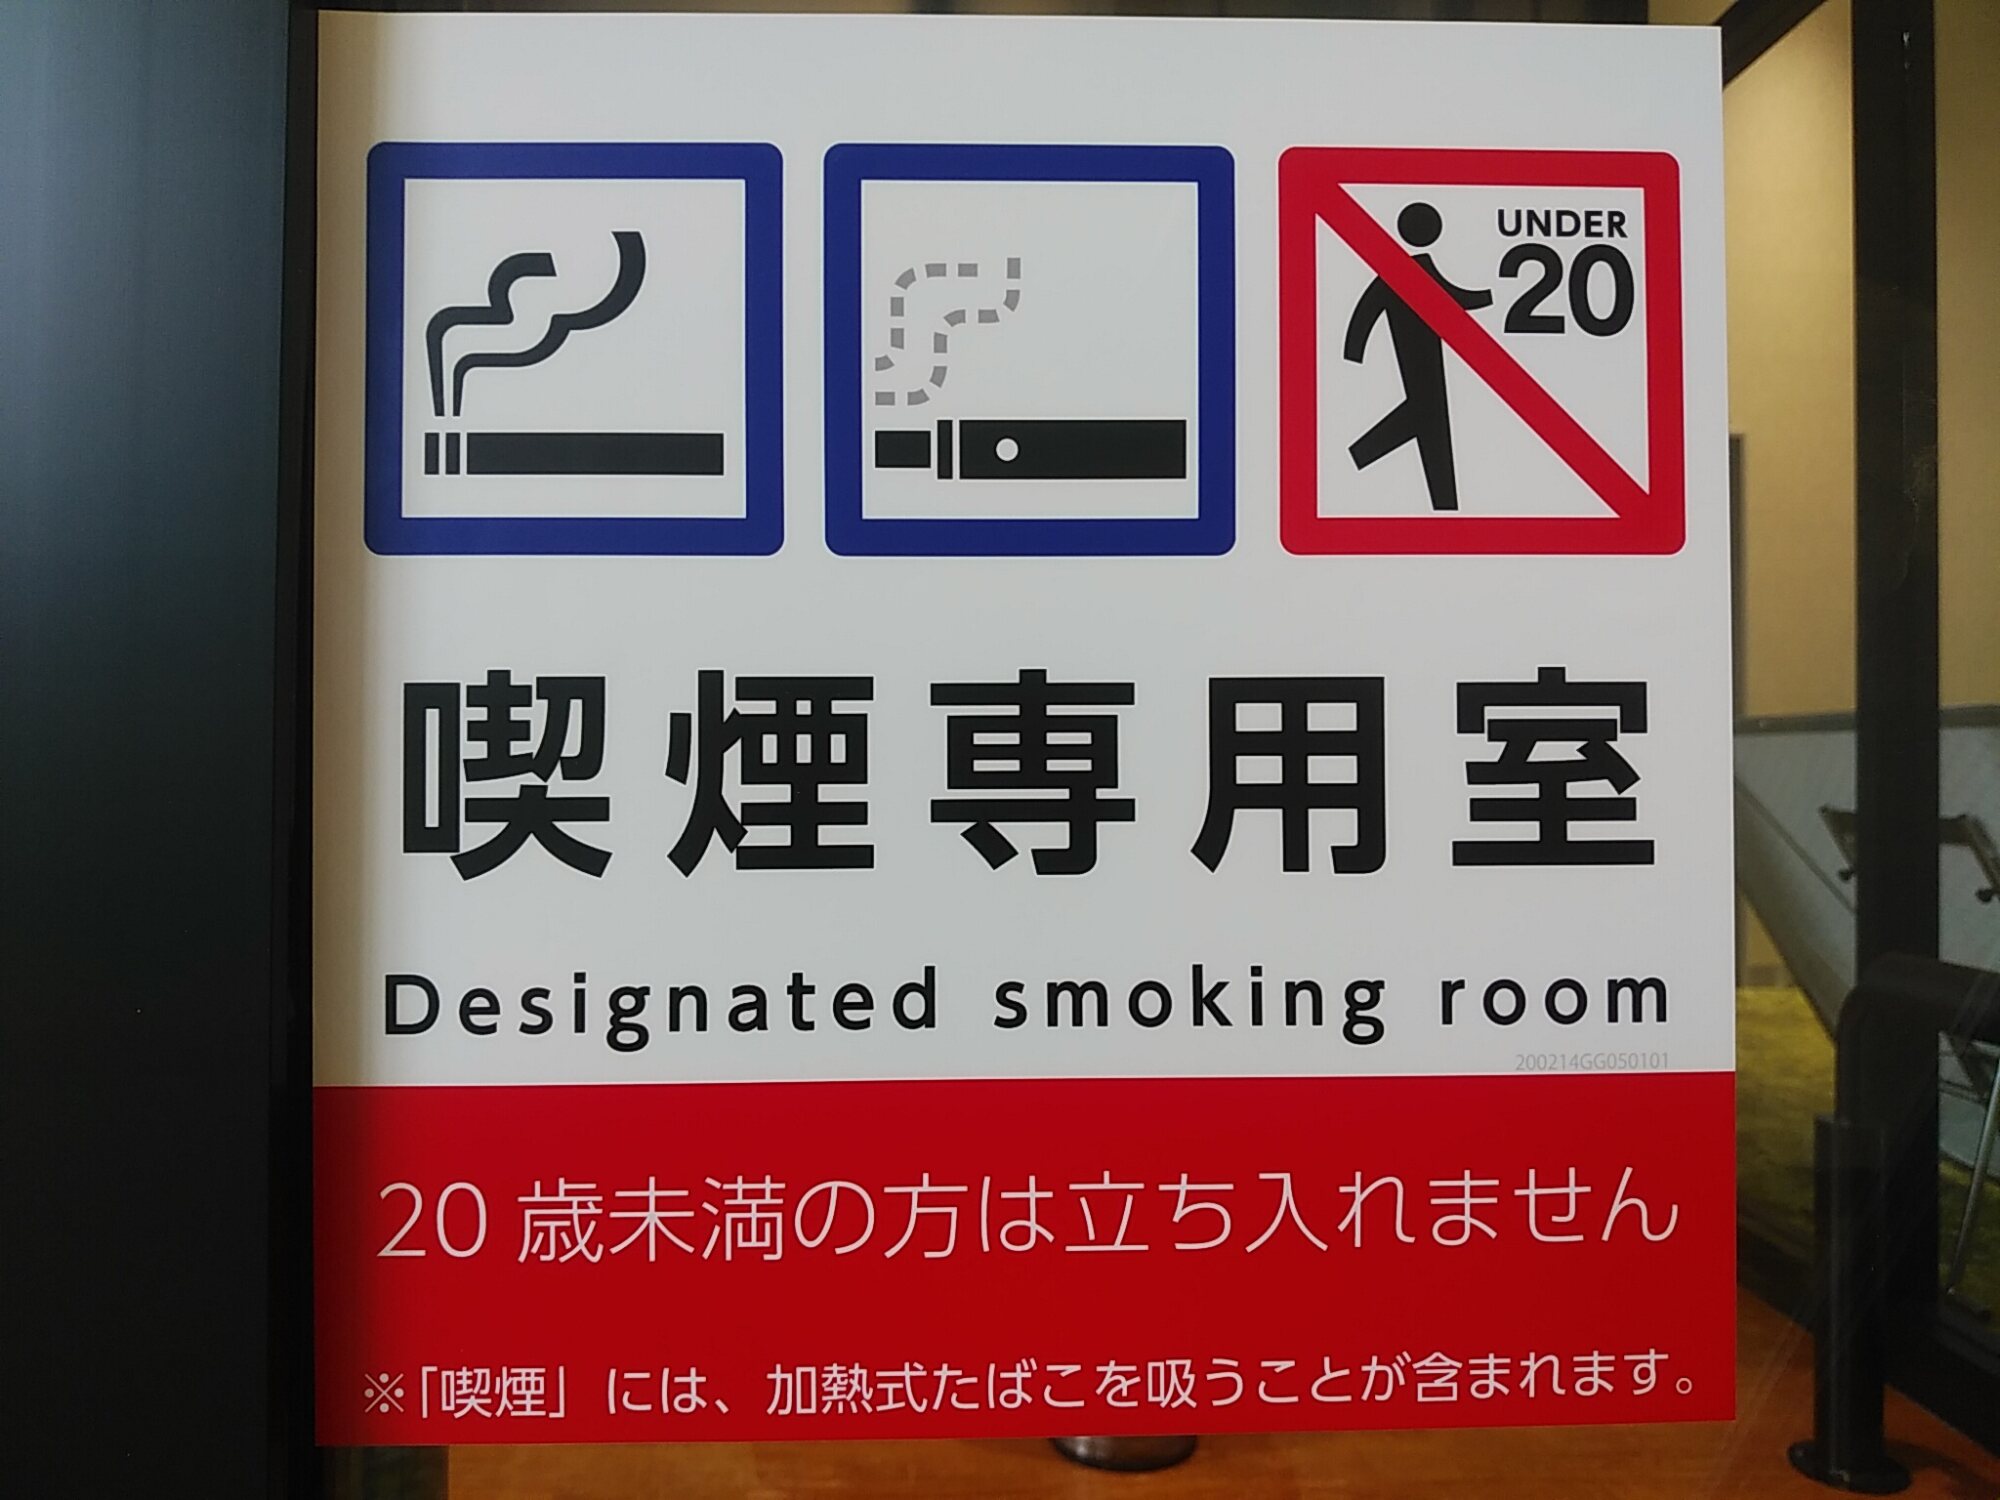 UNDER
20
喫煙専用室
Designated smoking room
200214GG050101
20歳未満の方は立ち入れません
※「喫煙」には、加熱式たばこを吸うことが含まれます。